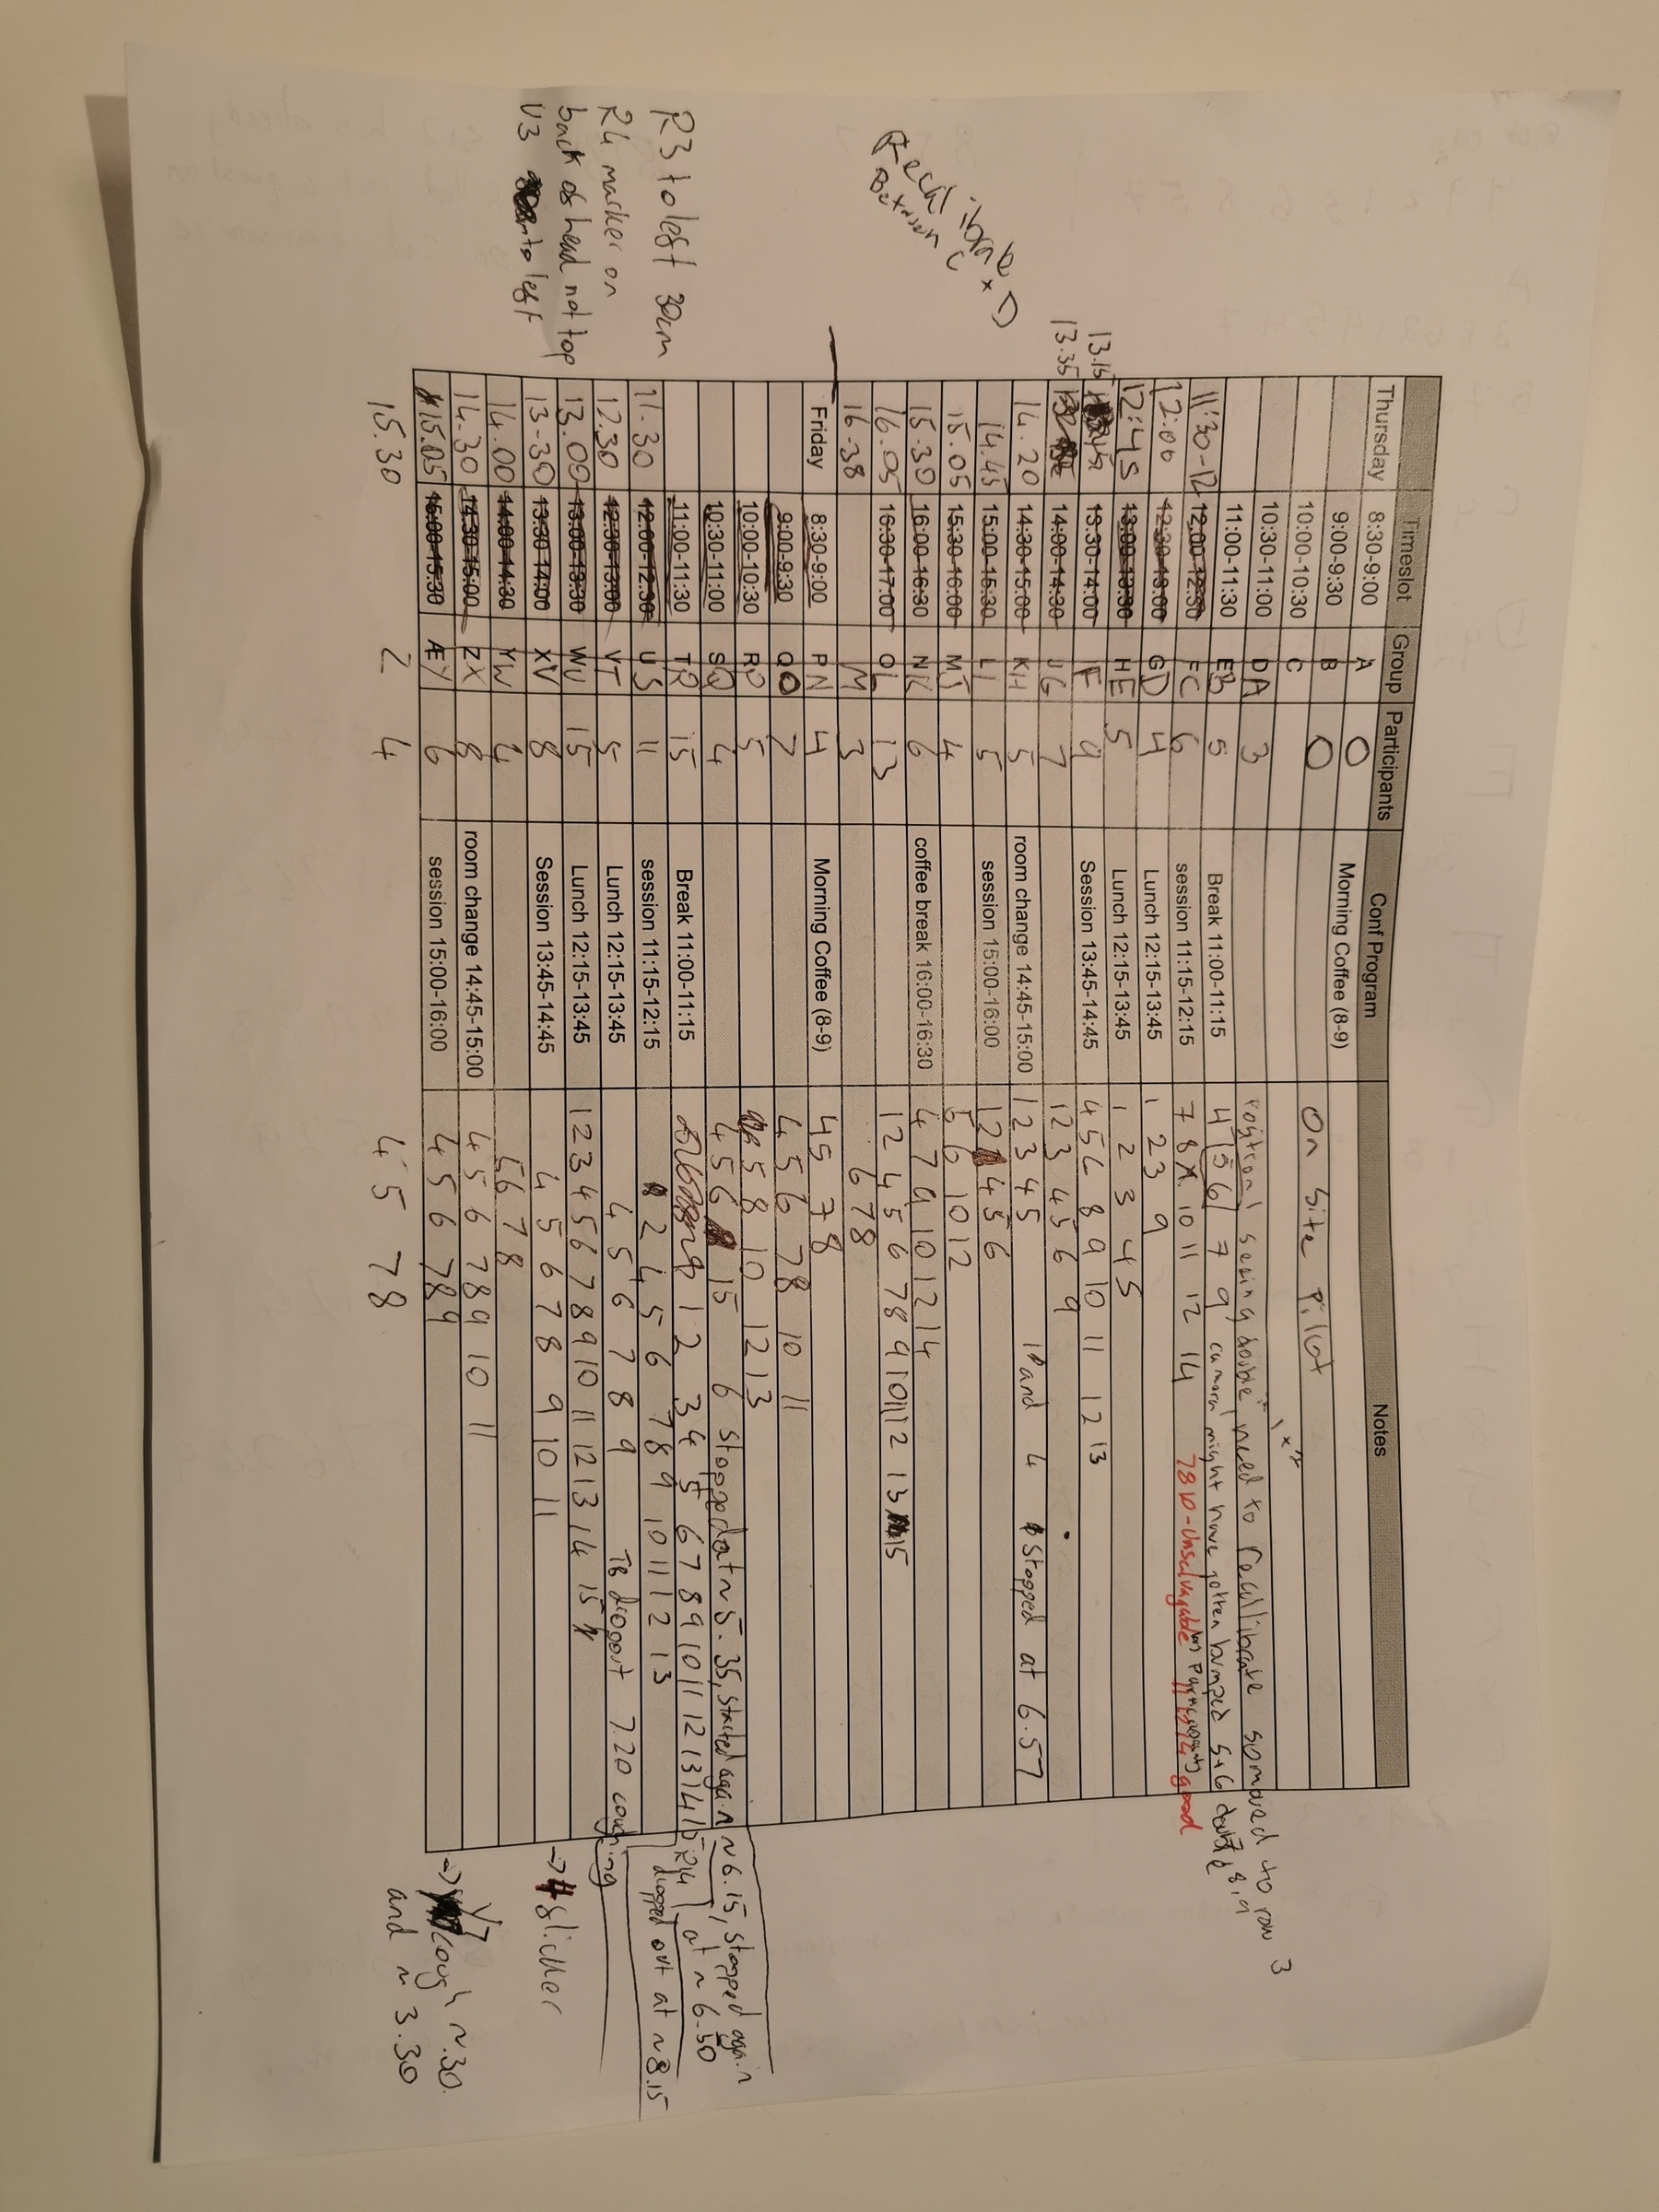 Timeslot Group Participants Conf Program Notes
Thursday 8:30-9:00 A 0 Morning Coffee (8-9)
9:00-9:30 B 0 On Site Pilot
10:00-10:30 C
10:30-11:00 D A 3 Position 1 seeing double in 1 + 2, need to recallibrate so moved to row 3
11:00-11:30 E B 5 Break 11:00-11:15 4 5 6 7 9 camera might have gotten bumped 5+6 double 8,9
11:30-12 12:00-12:30 F C 6 session 11:15-12:15 7 8 10 11 12 14 7 8 10 - Unsalvagable 11 12 14 good
12:00 12:30-13:00 G D 4 Lunch 12:15-13:45 1 2 3 9
12:45 13:00-13:30 H E 5 Lunch 12:15-13:45 1 2 3 4 5
13.15 13:30-14:00 F 9 Session 13:45-14:45 4 5 6 8 9 10 11 12 13
13.35 14:00-14:30 J G 7 1 2 3 4 5 6 9
14.20 14:30-15:00 K H 5 room change 14:45-15:00 1 2 3 4 5 1 and 4 Stopped at 6.57
14.45 15:00-15:30 L I 5 session 15:00-16:00 1 2 4 5 6
15.05 15:30-16:00 M J 4 5 6 10 12
15.30 16:00-16:30 N K 6 coffee break 16:00-16:30 4 7 9 10 12 14
16.05 16:30-17:00 O L 13 1 2 4 5 6 7 8 9 10 11 12 13 15
16.38 M 3 6 7 8
Recalibrate
Between C + D
Friday 8:30-9:00 P N 4 Morning Coffee (8-9) 4 5 7 8
9:00-9:30 Q O 7 4 5 6 7 8 10 11
10:00-10:30 R P 5 5 8 10 12 13
10:30-11:00 S Q 4 4 5 6 15 6 Stopped at ~ 5.35, Started again ~ 6.15, stopped again
at ~ 6.50
11:00-11:30 T R 15 Break 11:00-11:15 1 2 3 4 5 6 7 8 9 10 11 12 13 14 15 R14
dropped out at ~8.15
11.30 12:00-12:30 U S 11 session 11:15-12:15 2 4 5 6 7 8 9 10 11 12 13
12.30 12:30-13:00 V T 5 Lunch 12:15-13:45 4 5 6 7 8 9 T8 dropout 7.20 coughing
13.00 13:00-13:30 W U 15 Lunch 12:15-13:45 1 2 3 4 5 6 7 8 9 10 11 12 13 14 15
13.30 13:30-14:00 X V 8 Session 13:45-14:45 4 5 6 7 8 9 10 11 → 4 slicker
14.00 14:00-14:30 Y W 4 5 6 7 8
14.30 14:30-15:00 Z X 8 room change 14:45-15:00 4 5 6 7 8 9 10 11
15.05 15:00-15:30 Æ Y 6 session 15:00-16:00 4 5 6 7 8 9 → Y7 cough ~.30
and ~ 3.30
15.30 Z 4 4 5 7 8
R3 to left 30cm
R4 marker on
back of head not top
U3 to left